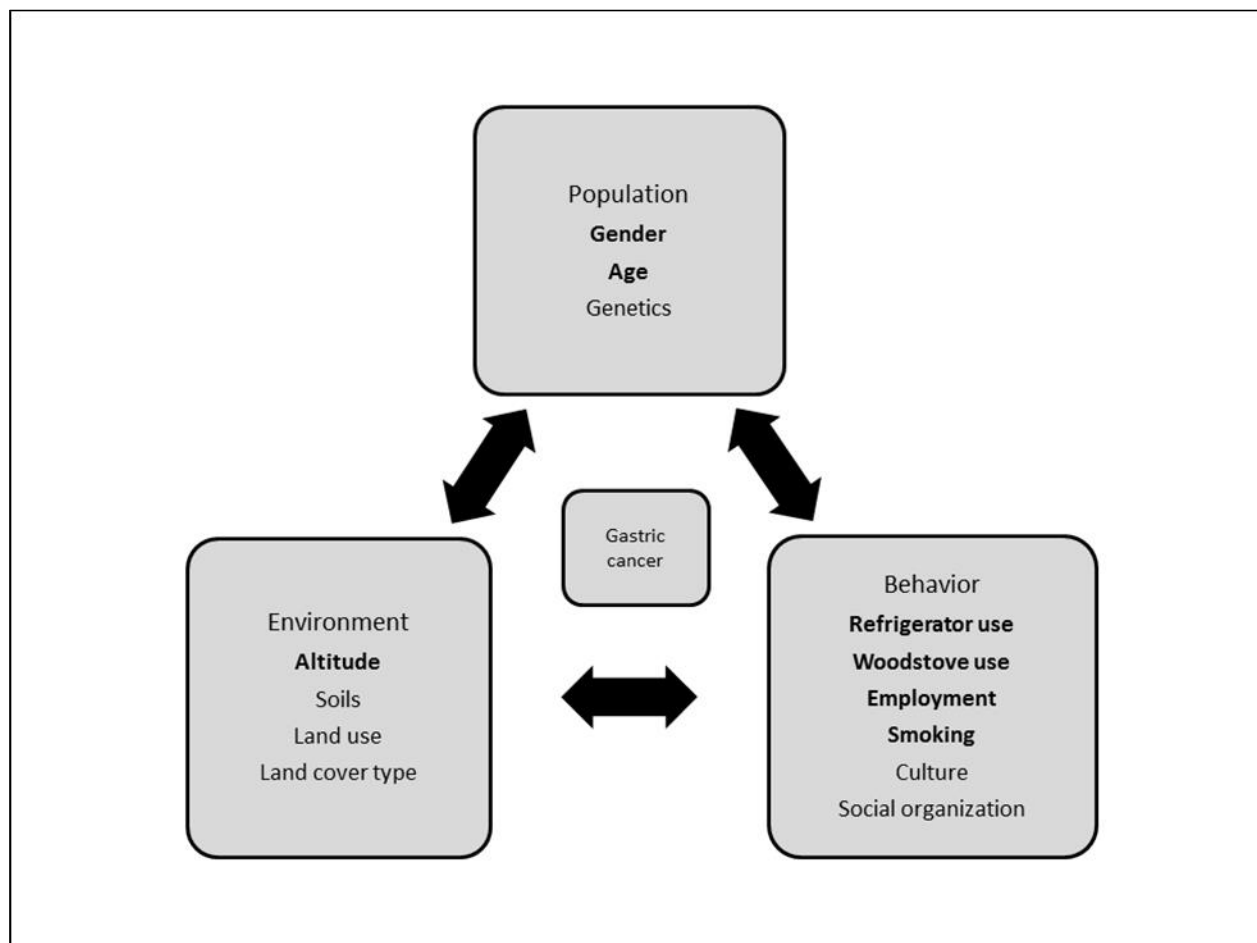 Population
Gender
Age
Genetics
Gastric
cancer
Environment
Altitude
Soils
Land use
Land cover type
Behavior
Refrigerator use
Woodstove use
Employment
Smoking
Culture
Social organization